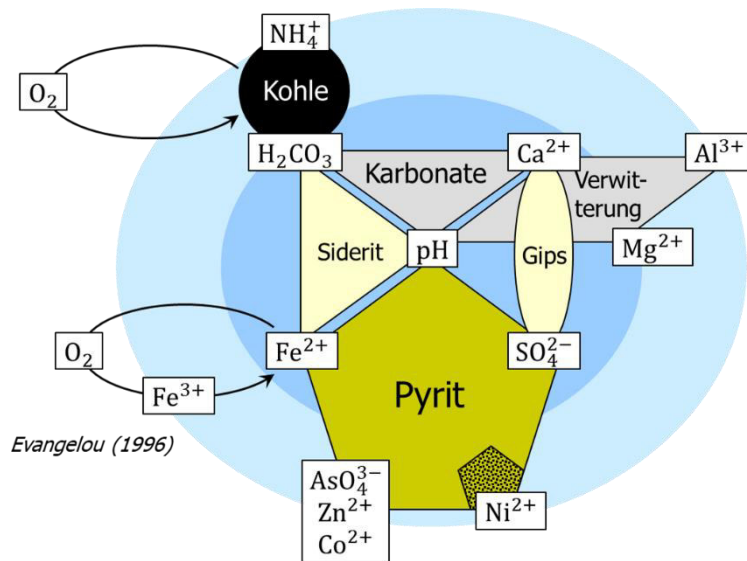 NH₄⁺
O₂
Kohle
H₂CO₃
Karbonate
Ca²⁺
Al³⁺
Verwit-
terung
Siderit
pH
Gips
Mg²⁺
O₂
Fe²⁺
SO₄²⁻
Fe³⁺
Pyrit
Evangelou (1996)
AsO₄³⁻
Zn²⁺
Co²⁺
Ni²⁺